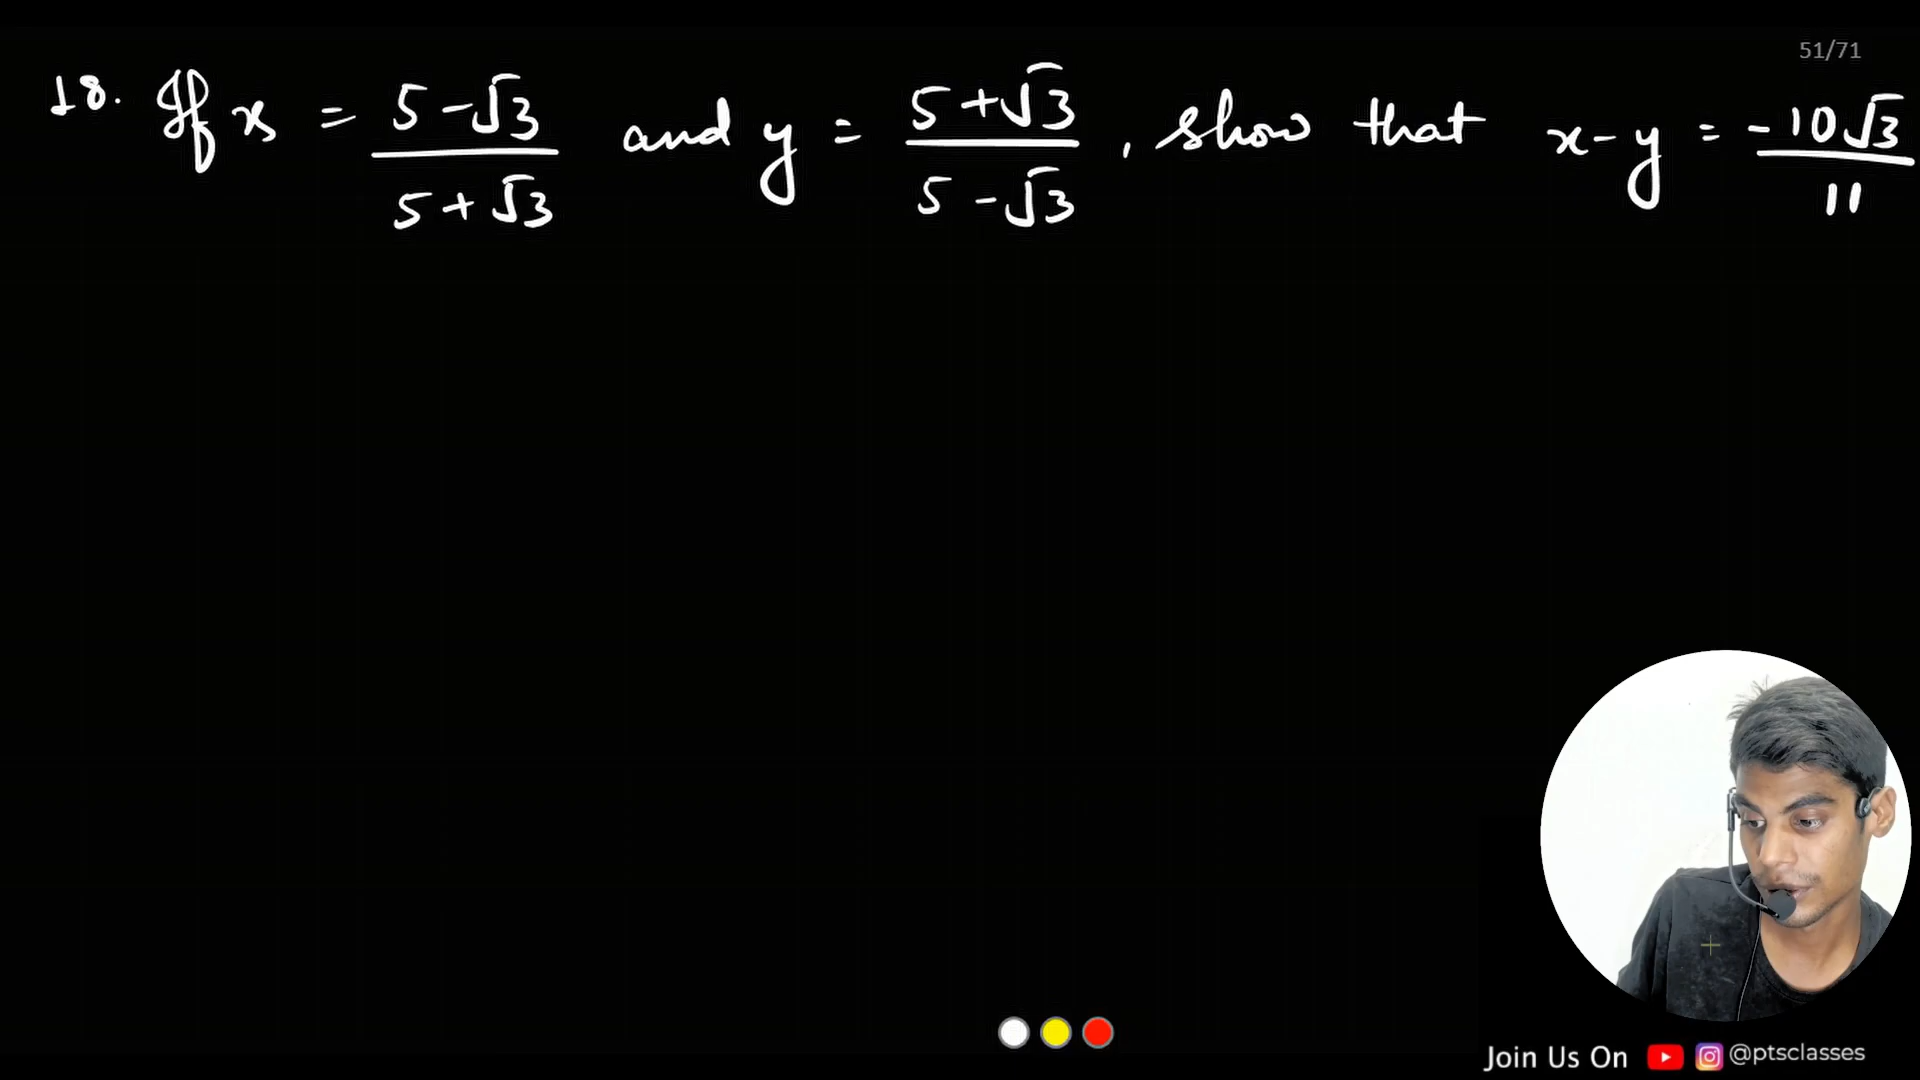 51/71
18. If x = (5-√3)/(5+√3) and y = (5+√3)/(5-√3), show that x-y = -10√3/11
Join Us On @ptsclasses